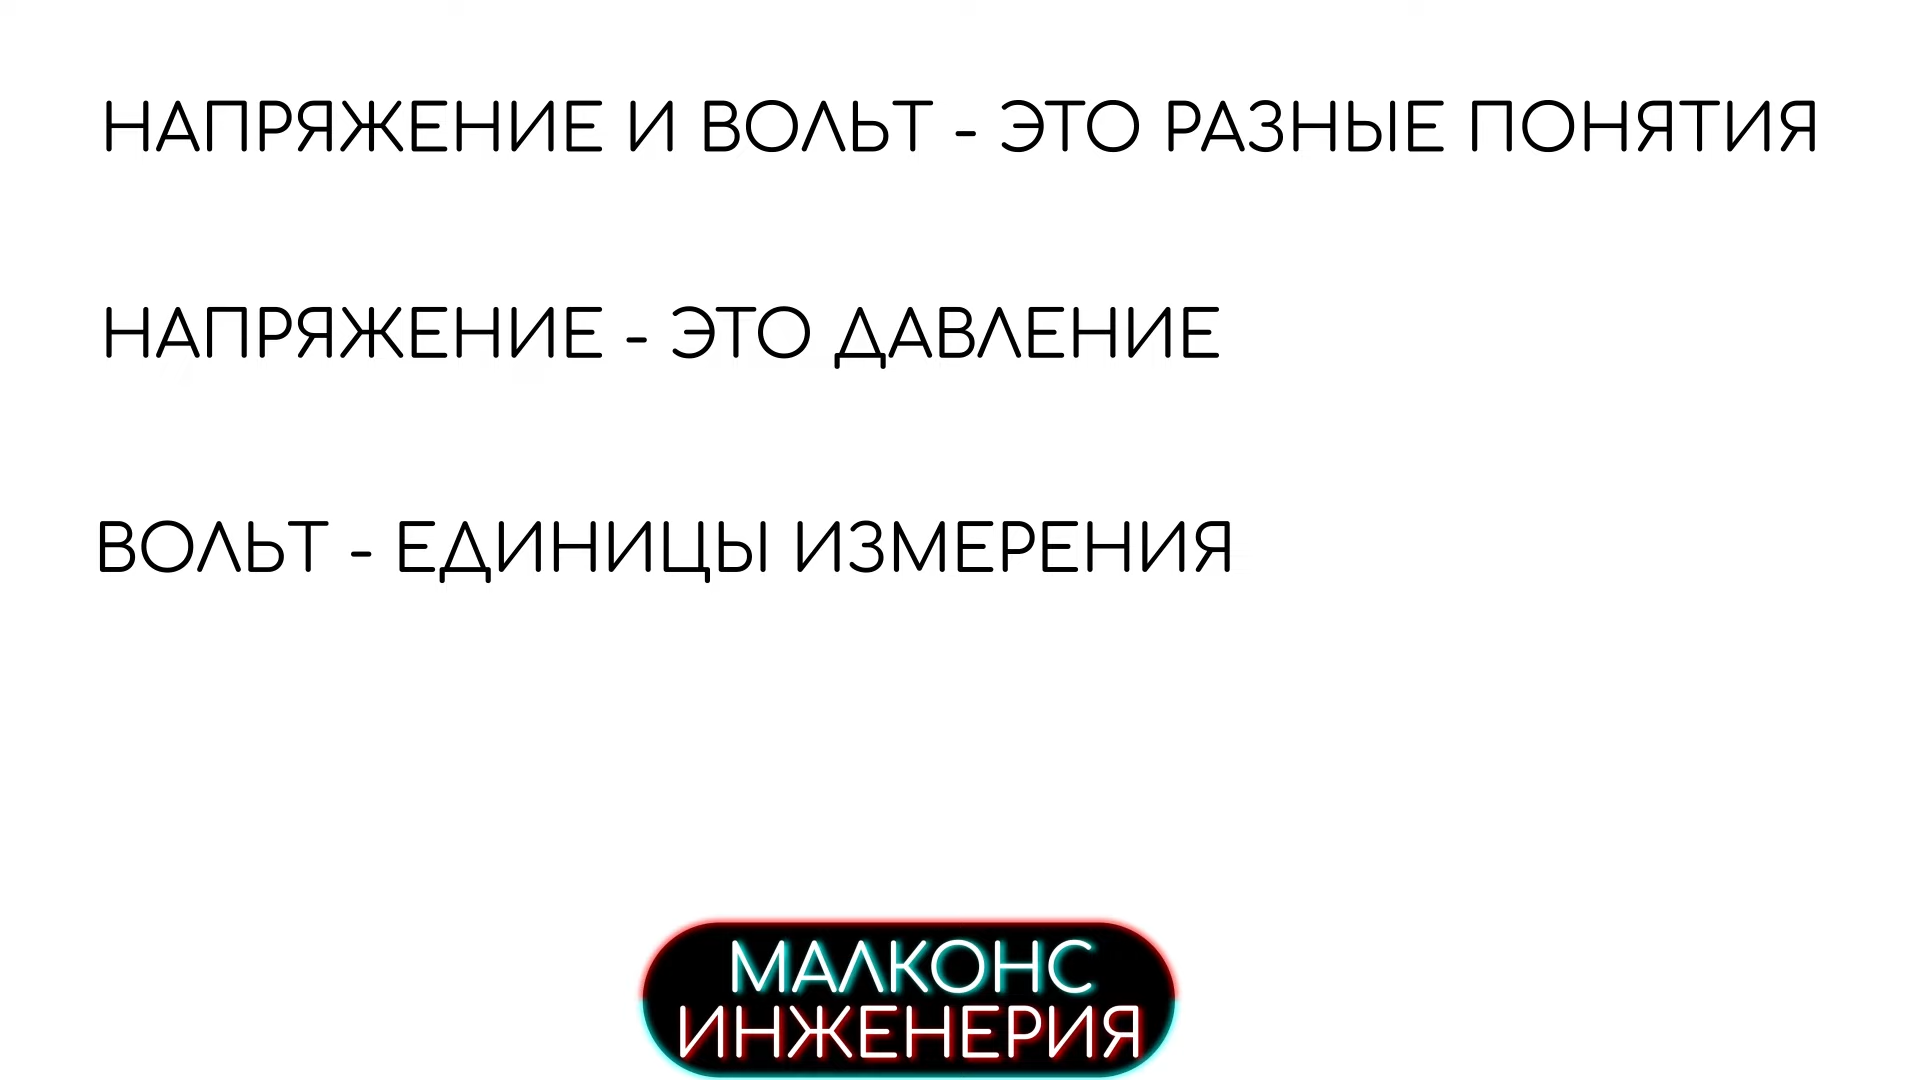 НАПРЯЖЕНИЕ И ВОЛЬТ - ЭТО РАЗНЫЕ ПОНЯТИЯ
НАПРЯЖЕНИЕ - ЭТО ДАВЛЕНИЕ
ВОЛЬТ - ЕДИНИЦЫ ИЗМЕРЕНИЯ
МАЛКОНС
ИНЖЕНЕРИЯ